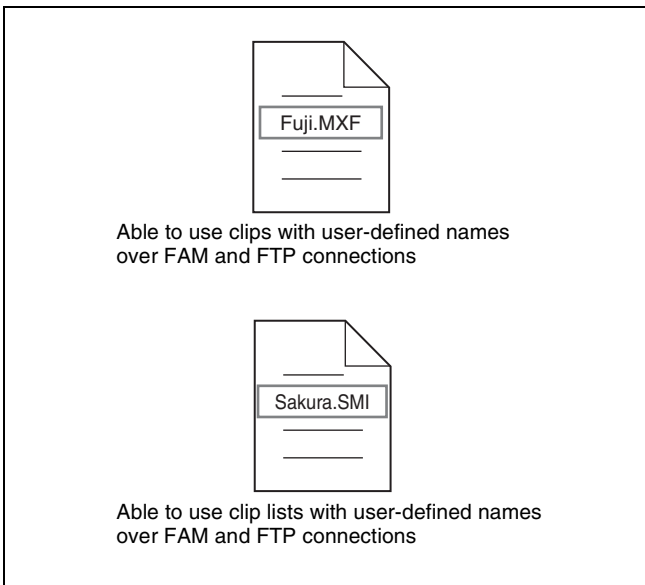 Fuji.MXF
Able to use clips with user-defined names
over FAM and FTP connections
Sakura.SMI
Able to use clip lists with user-defined names
over FAM and FTP connections